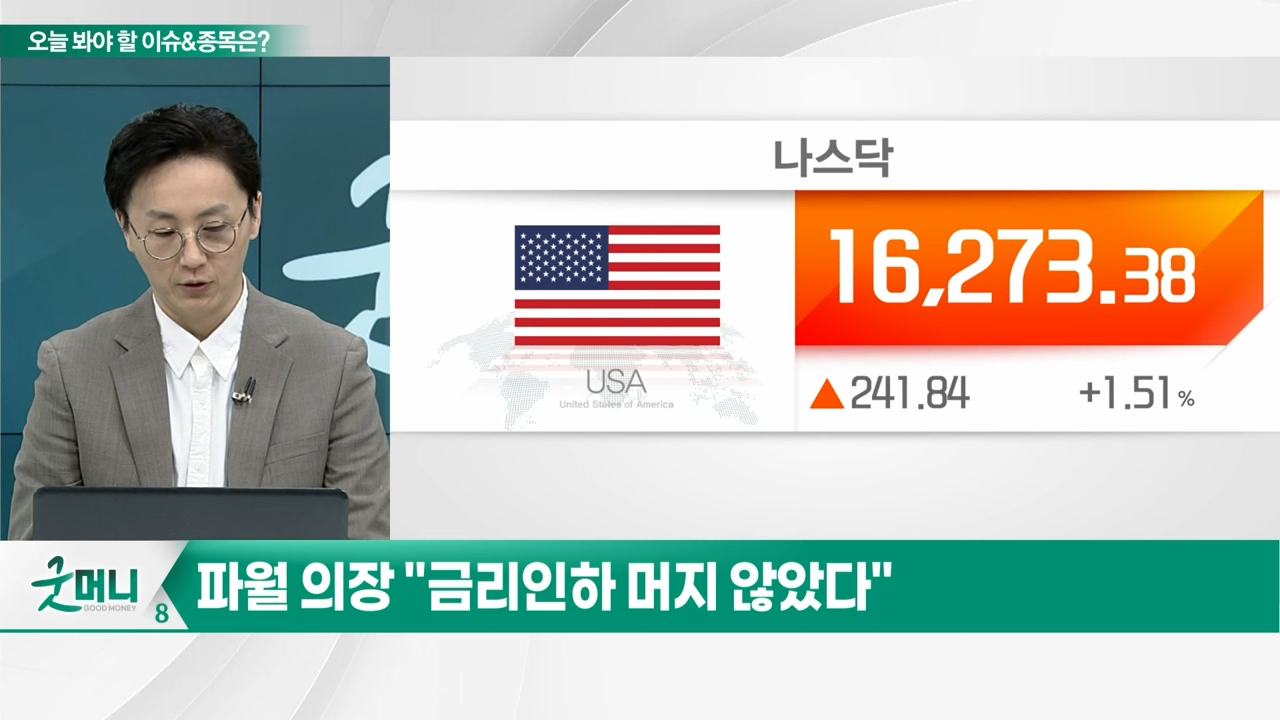 오늘 봐야 할 이슈&종목은?
나스닥
16,273.38
USA
United States of America
▲241.84 +1.51%
굿머니
GOOD MONEY
8
파월 의장 "금리인하 머지 않았다"